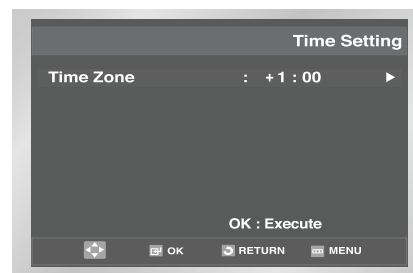 Time Setting
Time Zone : +1 : 00 ►
OK : Execute
OK RETURN MENU